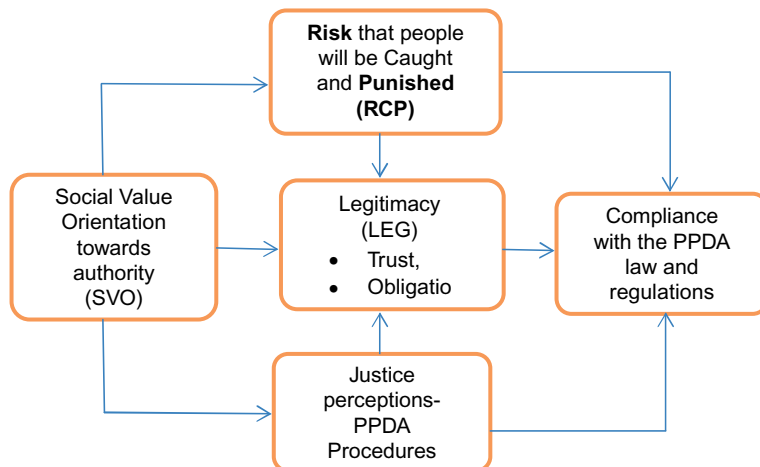 Risk that people
will be Caught
and Punished
(RCP)
Social Value
Orientation
towards
authority
(SVO)
Legitimacy
(LEG)
• Trust,
• Obligatio
Compliance
with the PPDA
law and
regulations
Justice
perceptions-
PPDA
Procedures